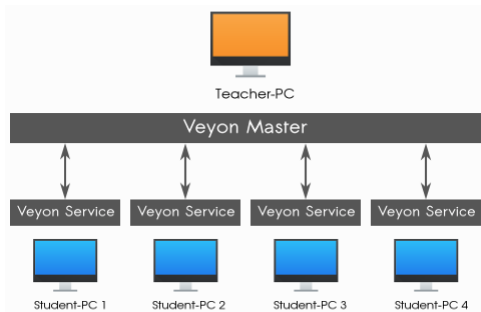 Teacher-PC
Veyon Master
Veyon Service Veyon Service Veyon Service Veyon Service
Student-PC 1 Student-PC 2 Student-PC 3 Student-PC 4